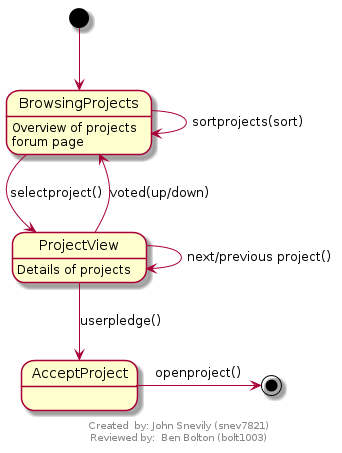 BrowsingProjects
Overview of projects
forum page
sortprojects(sort)
selectproject()
voted(up/down)
ProjectView
Details of projects
next/previous project()
userpledge()
AcceptProject
openproject()
Created  by: John Snevily (snev7821)
Reviewed by:  Ben Bolton (bolt1003)